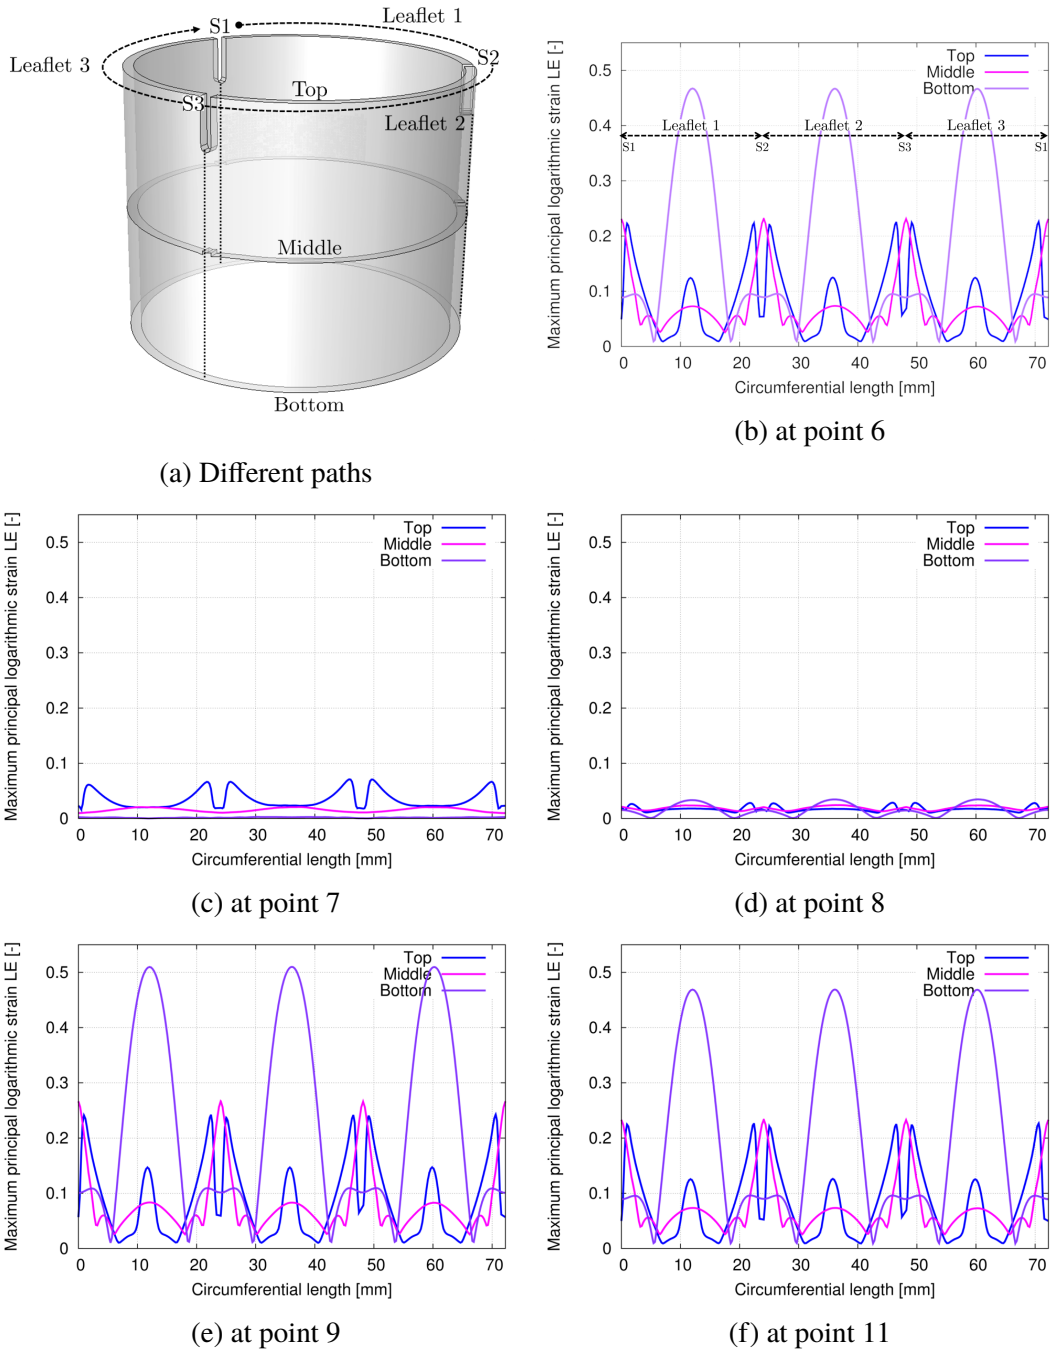 S1
Leaflet 1
Leaflet 3
S2
Top
S3
Leaflet 2
Middle
Bottom
(a) Different paths
Maximum principal logarithmic strain LE [-]
0.5
0.4
0.3
0.2
0.1
0
Top
Middle
Bottom
Leaflet 1
Leaflet 2
Leaflet 3
S1
S2
S3
S1
0 10 20 30 40 50 60 70
Circumferential length [mm]
(b) at point 6
Maximum principal logarithmic strain LE [-]
0.5
0.4
0.3
0.2
0.1
0
Top
Middle
Bottom
0 10 20 30 40 50 60 70
Circumferential length [mm]
(c) at point 7
Maximum principal logarithmic strain LE [-]
0.5
0.4
0.3
0.2
0.1
0
Top
Middle
Bottom
0 10 20 30 40 50 60 70
Circumferential length [mm]
(d) at point 8
Maximum principal logarithmic strain LE [-]
0.5
0.4
0.3
0.2
0.1
0
Top
Middle
Bottom
0 10 20 30 40 50 60 70
Circumferential length [mm]
(e) at point 9
Maximum principal logarithmic strain LE [-]
0.5
0.4
0.3
0.2
0.1
0
Top
Middle
Bottom
0 10 20 30 40 50 60 70
Circumferential length [mm]
(f) at point 11